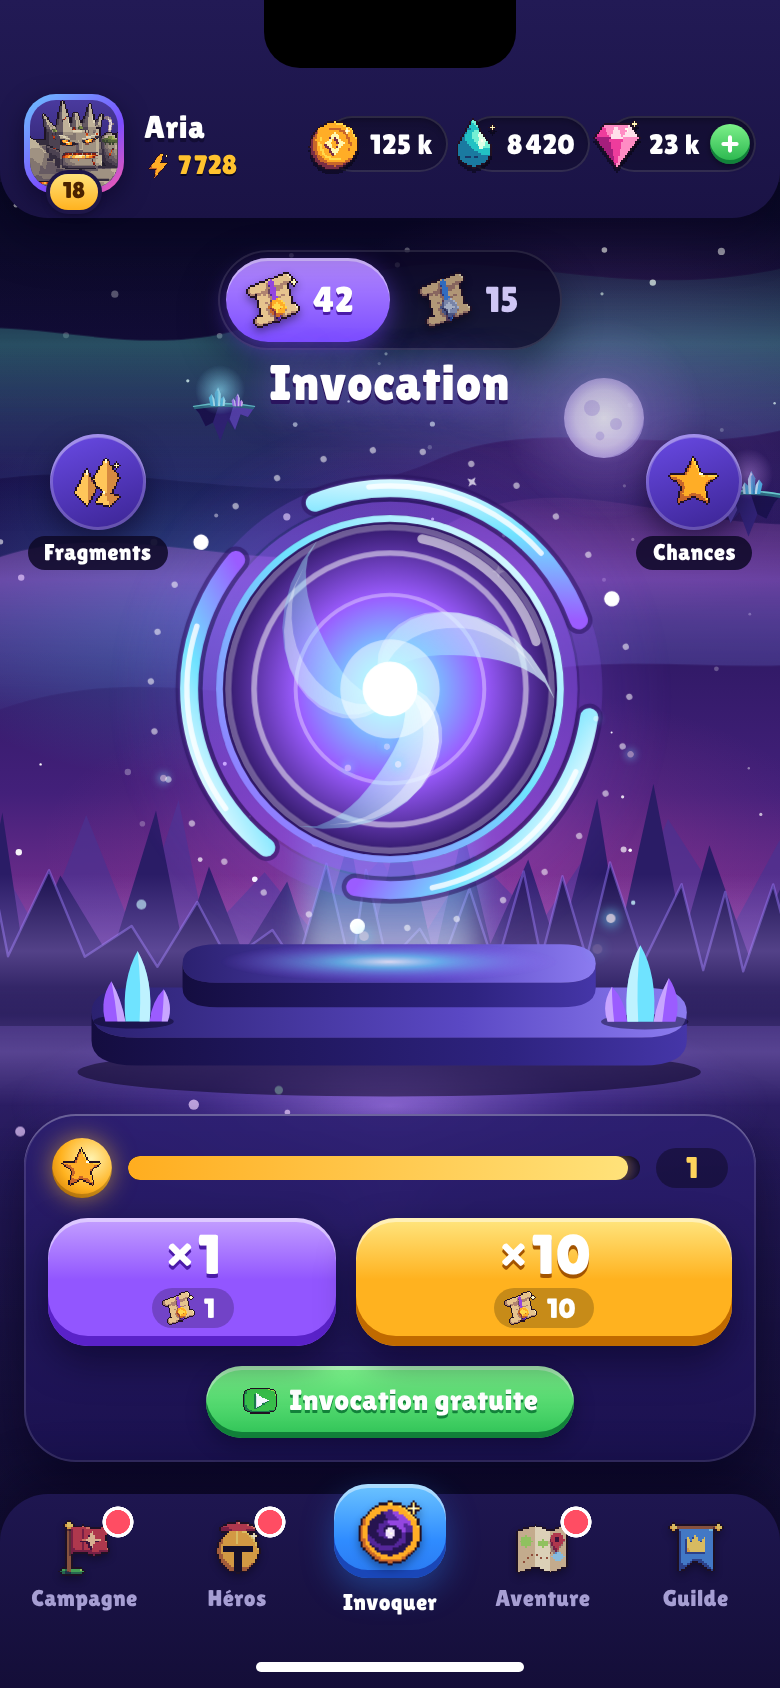 Aria
7728
18
125 k
8420
23 k
+
42
15
Invocation
Fragments
Chances
1
×1
1
×10
10
Invocation gratuite
Campagne
Héros
Invoquer
Aventure
Guilde